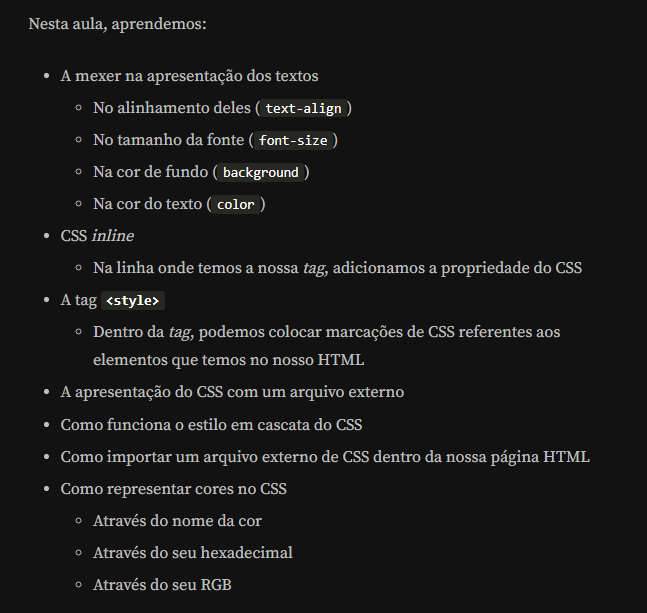 Nesta aula, aprendemos:
• A mexer na apresentação dos textos
◦ No alinhamento deles ( text-align )
◦ No tamanho da fonte ( font-size )
◦ Na cor de fundo ( background )
◦ Na cor do texto ( color )
• CSS inline
◦ Na linha onde temos a nossa tag, adicionamos a propriedade do CSS
• A tag <style>
◦ Dentro da tag, podemos colocar marcações de CSS referentes aos
elementos que temos no nosso HTML
• A apresentação do CSS com um arquivo externo
• Como funciona o estilo em cascata do CSS
• Como importar um arquivo externo de CSS dentro da nossa página HTML
• Como representar cores no CSS
◦ Através do nome da cor
◦ Através do seu hexadecimal
◦ Através do seu RGB